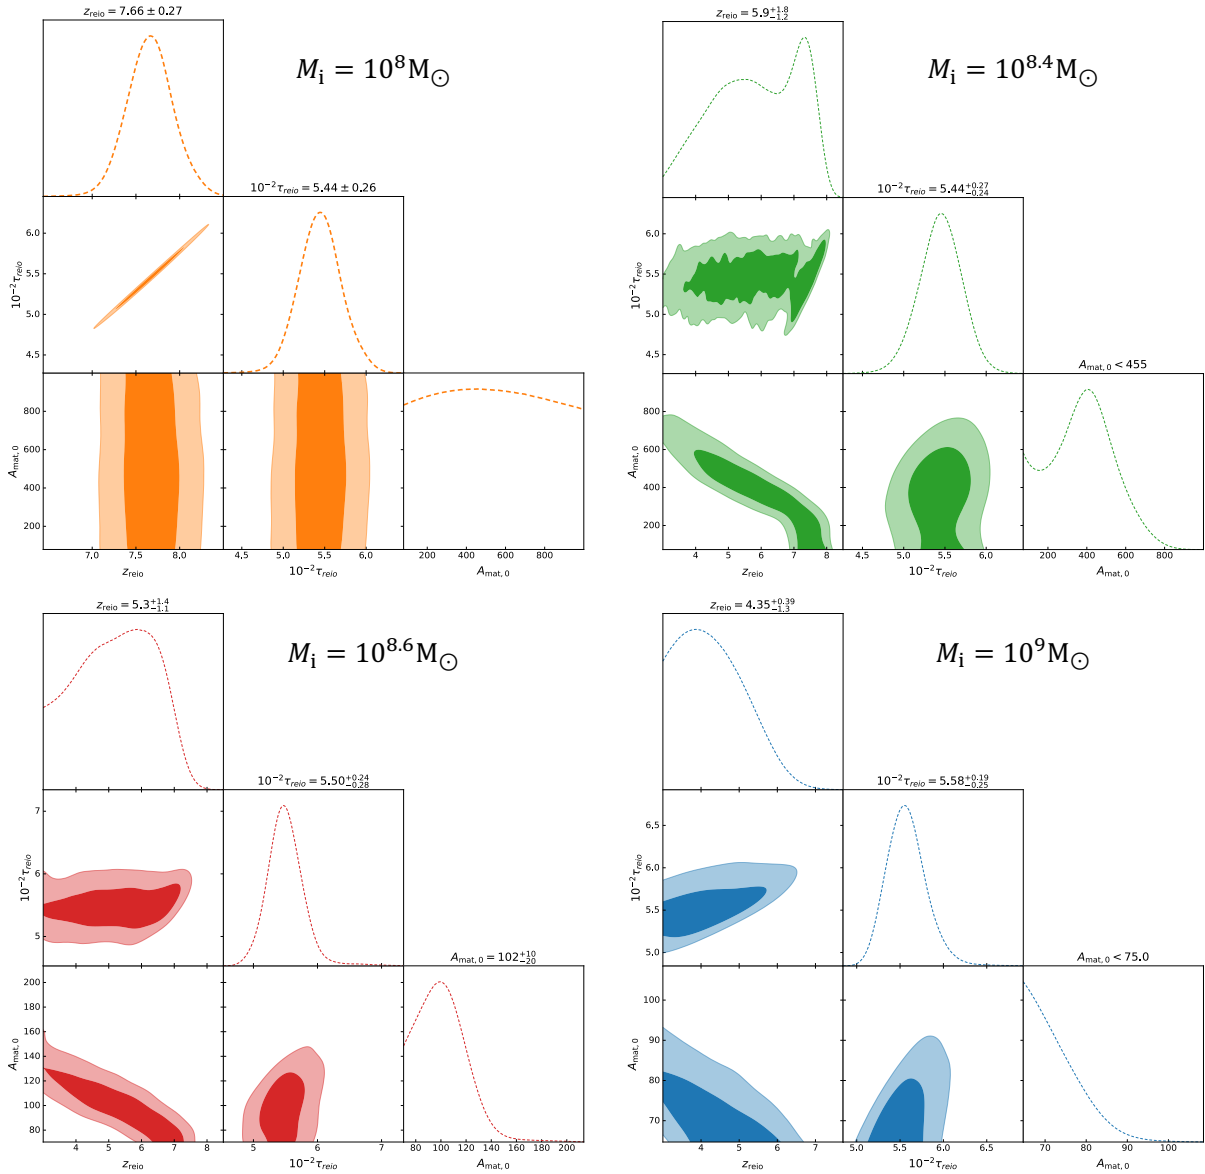 z_reio = 7.66 ± 0.27
M_i = 10^8 M_⊙
10^−2 τ_reio = 5.44 ± 0.26
6.0
5.5
5.0
4.5
10^−2 τ_reio
800
600
400
200
A_mat, 0
7.0 7.5 8.0
z_reio
4.5 5.0 5.5 6.0
10^−2 τ_reio
200 400 600 800
A_mat, 0
z_reio = 5.9^+1.8_−1.2
M_i = 10^8.4 M_⊙
10^−2 τ_reio = 5.44^+0.27_−0.24
6.0
5.5
5.0
4.5
10^−2 τ_reio
A_mat, 0 < 455
800
600
400
200
A_mat, 0
4 5 6 7 8
z_reio
4.5 5.0 5.5 6.0
10^−2 τ_reio
200 400 600 800
A_mat, 0
z_reio = 5.3^+1.4_−1.1
M_i = 10^8.6 M_⊙
10^−2 τ_reio = 5.50^+0.24_−0.28
7
6
5
10^−2 τ_reio
A_mat, 0 = 102^+10_−20
200
180
160
140
120
100
80
A_mat, 0
4 5 6 7 8
z_reio
5 6 7
10^−2 τ_reio
100 120 140 160 180 200
A_mat, 0
z_reio = 4.35^+0.39_−1.3
M_i = 10^9 M_⊙
10^−2 τ_reio = 5.58^+0.19_−0.25
6.5
6.0
5.5
5.0
10^−2 τ_reio
A_mat, 0 < 75.0
100
90
80
70
A_mat, 0
4 5 6 7
z_reio
5.0 5.5 6.0 6.5
10^−2 τ_reio
70 80 90 100
A_mat, 0